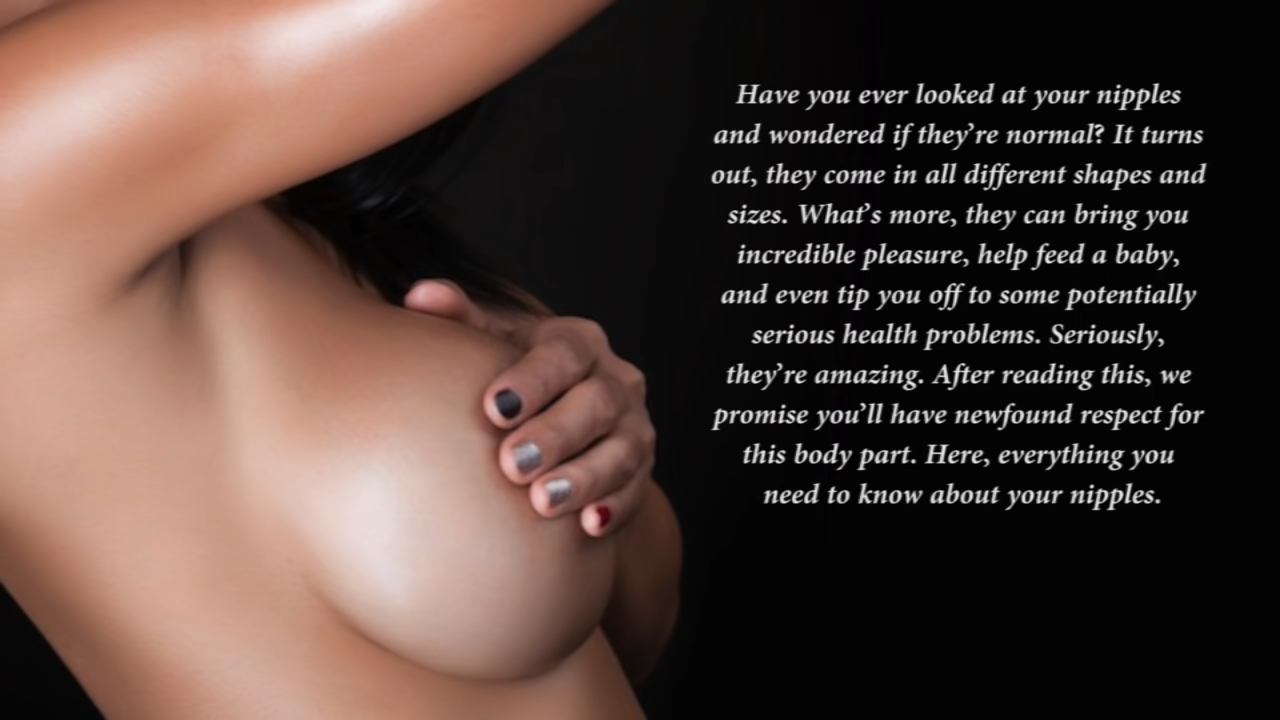 Have you ever looked at your nipples
and wondered if they're normal? It turns
out, they come in all different shapes and
sizes. What's more, they can bring you
incredible pleasure, help feed a baby,
and even tip you off to some potentially
serious health problems. Seriously,
they're amazing. After reading this, we
promise you'll have newfound respect for
this body part. Here, everything you
need to know about your nipples.